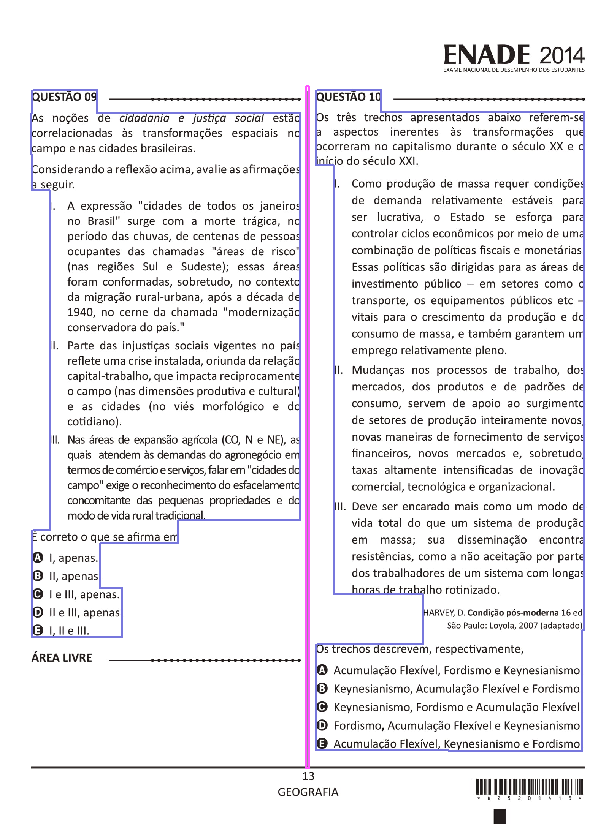 ENADE 2014
EXAME NACIONAL DE DESEMPENHO DOS ESTUDANTES
QUESTÃO 09
As noções de cidadania e justiça social estão
correlacionadas às transformações espaciais no
campo e nas cidades brasileiras.
Considerando a reflexão acima, avalie as afirmações
a seguir.
I. A expressão "cidades de todos os janeiros
no Brasil" surge com a morte trágica, no
período das chuvas, de centenas de pessoas
ocupantes das chamadas "áreas de risco"
(nas regiões Sul e Sudeste); essas áreas
foram conformadas, sobretudo, no contexto
da migração rural-urbana, após a década de
1940, no cerne da chamada "modernização
conservadora do país."
II. Parte das injustiças sociais vigentes no país
reflete uma crise instalada, oriunda da relação
capital-trabalho, que impacta reciprocamente
o campo (nas dimensões produtiva e cultural)
e as cidades (no viés morfológico e do
cotidiano).
III. Nas áreas de expansão agrícola (CO, N e NE), as
quais atendem às demandas do agronegócio em
termos de comércio e serviços, falar em "cidades do
campo" exige o reconhecimento do esfacelamento
concomitante das pequenas propriedades e do
modo de vida rural tradicional.
É correto o que se afirma em
A I, apenas.
B II, apenas
C I e III, apenas.
D II e III, apenas
E I, II e III.
ÁREA LIVRE
QUESTÃO 10
Os três trechos apresentados abaixo referem-se
a aspectos inerentes às transformações que
ocorreram no capitalismo durante o século XX e o
início do século XXI.
I. Como produção de massa requer condições
de demanda relativamente estáveis para
ser lucrativa, o Estado se esforça para
controlar ciclos econômicos por meio de uma
combinação de políticas fiscais e monetárias.
Essas políticas são dirigidas para as áreas de
investimento público – em setores como o
transporte, os equipamentos públicos etc –
vitais para o crescimento da produção e do
consumo de massa, e também garantem um
emprego relativamente pleno.
II. Mudanças nos processos de trabalho, dos
mercados, dos produtos e de padrões de
consumo, servem de apoio ao surgimento
de setores de produção inteiramente novos,
novas maneiras de fornecimento de serviços
financeiros, novos mercados e, sobretudo,
taxas altamente intensificadas de inovação
comercial, tecnológica e organizacional.
III. Deve ser encarado mais como um modo de
vida total do que um sistema de produção
em massa; sua disseminação encontra
resistências, como a não aceitação por parte
dos trabalhadores de um sistema com longas
horas de trabalho rotinizado.
HARVEY, D. Condição pós-moderna 16 ed
São Paulo: Loyola, 2007 (adaptado)
Os trechos descrevem, respectivamente,
A Acumulação Flexível, Fordismo e Keynesianismo
B Keynesianismo, Acumulação Flexível e Fordismo
C Keynesianismo, Fordismo e Acumulação Flexível
D Fordismo, Acumulação Flexível e Keynesianismo
E Acumulação Flexível, Keynesianismo e Fordismo
13
GEOGRAFIA